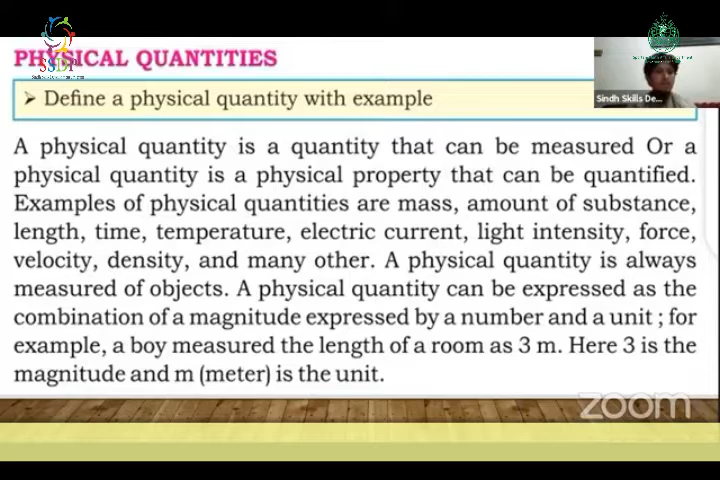 PHYSICAL QUANTITIES
SSDP
➢ Define a physical quantity with example
Sindh Skills De...
A physical quantity is a quantity that can be measured Or a
physical quantity is a physical property that can be quantified.
Examples of physical quantities are mass, amount of substance,
length, time, temperature, electric current, light intensity, force,
velocity, density, and many other. A physical quantity is always
measured of objects. A physical quantity can be expressed as the
combination of a magnitude expressed by a number and a unit ; for
example, a boy measured the length of a room as 3 m. Here 3 is the
magnitude and m (meter) is the unit.
zoom